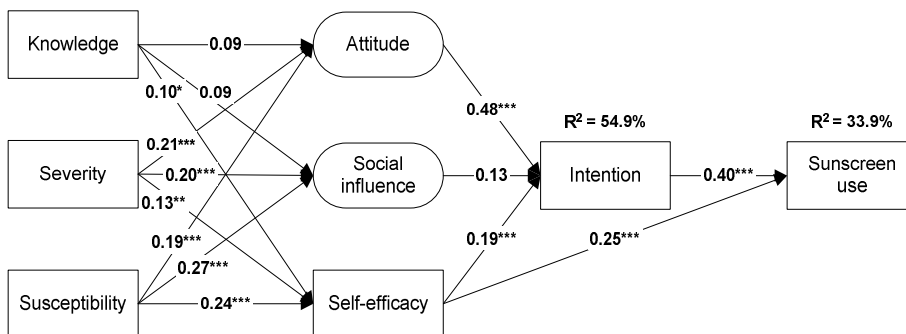 Knowledge
0.09
Attitude
0.10*
0.09
0.48***
R² = 54.9%
R² = 33.9%
0.21***
Severity
0.20***
Social
influence
0.13
Intention
0.40***
Sunscreen
use
0.13**
0.19***
0.19***
0.25***
0.27***
Susceptibility
0.24***
Self-efficacy